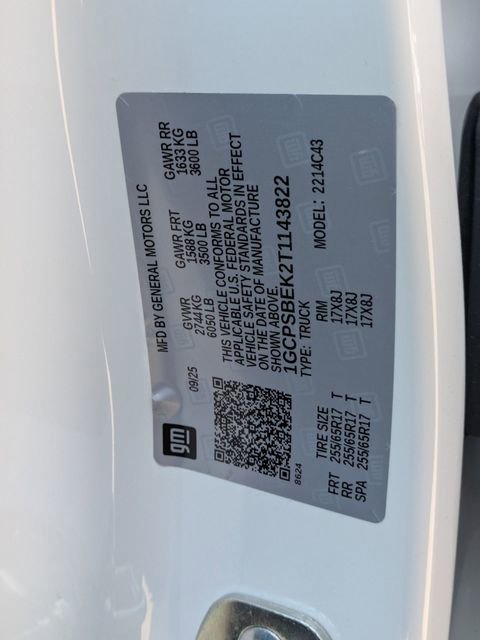 gm
MFD BY GENERAL MOTORS LLC
09/25
GVWR GAWR FRT GAWR RR
2744 KG 1588 KG 1633 KG
6050 LB 3500 LB 3600 LB
THIS VEHICLE CONFORMS TO ALL
APPLICABLE U.S. FEDERAL MOTOR
VEHICLE SAFETY STANDARDS IN EFFECT
ON THE DATE OF MANUFACTURE
SHOWN ABOVE.
1GCPSBEK2T1143822
TYPE: TRUCK MODEL: 2214C43
8624
TIRE SIZE RIM
FRT 255/65R17 T 17X8J
RR 255/65R17 T 17X8J
SPA 255/65R17 T 17X8J